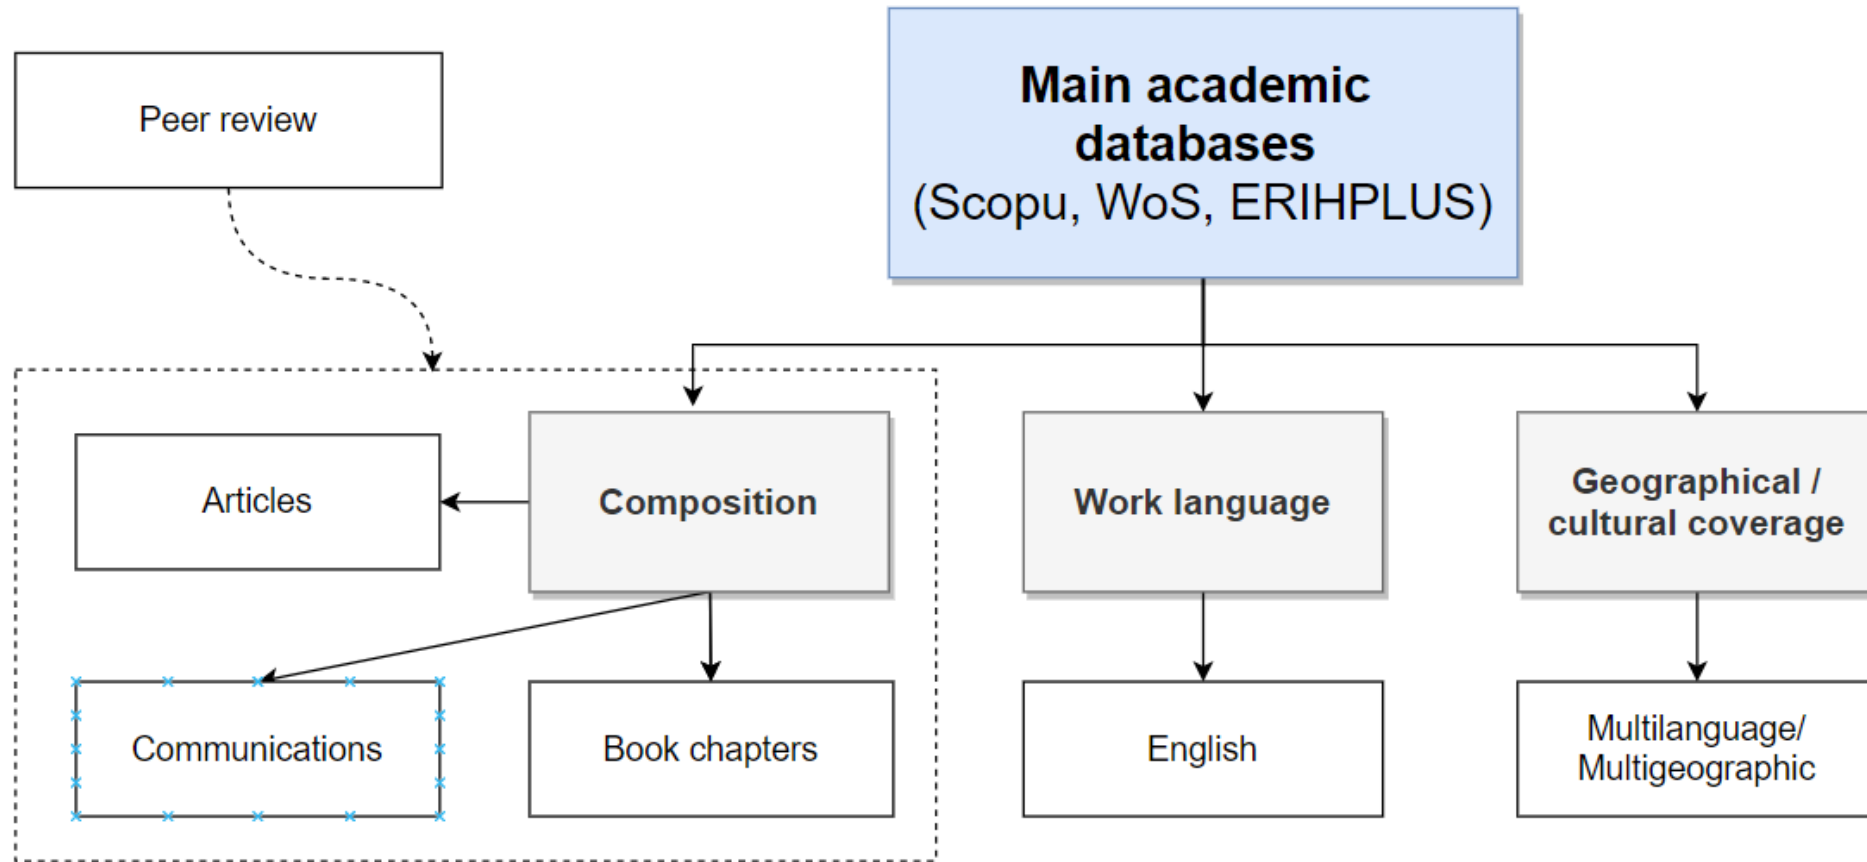 Peer review
Main academic
databases
(Scopu, WoS, ERIHPLUS)
Articles
Composition
Work language
Geographical /
cultural coverage
Communications
Book chapters
English
Multilanguage/
Multigeographic